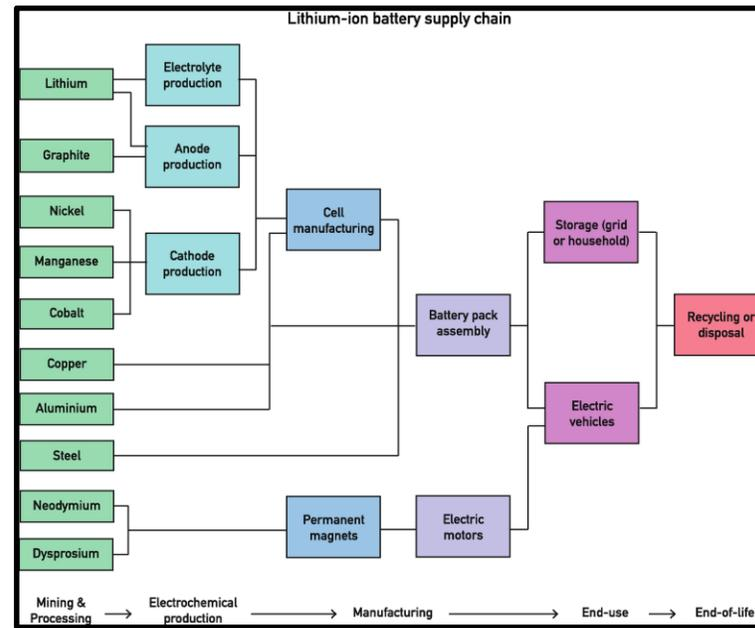 Lithium-ion battery supply chain
Lithium
Graphite
Nickel
Manganese
Cobalt
Copper
Aluminium
Steel
Neodymium
Dysprosium
Electrolyte
production
Anode
production
Cathode
production
Cell
manufacturing
Permanent
magnets
Battery pack
assembly
Electric
motors
Storage (grid
or household)
Electric
vehicles
Recycling or
disposal
Mining &
Processing
Electrochemical
production
Manufacturing
End-use
End-of-life